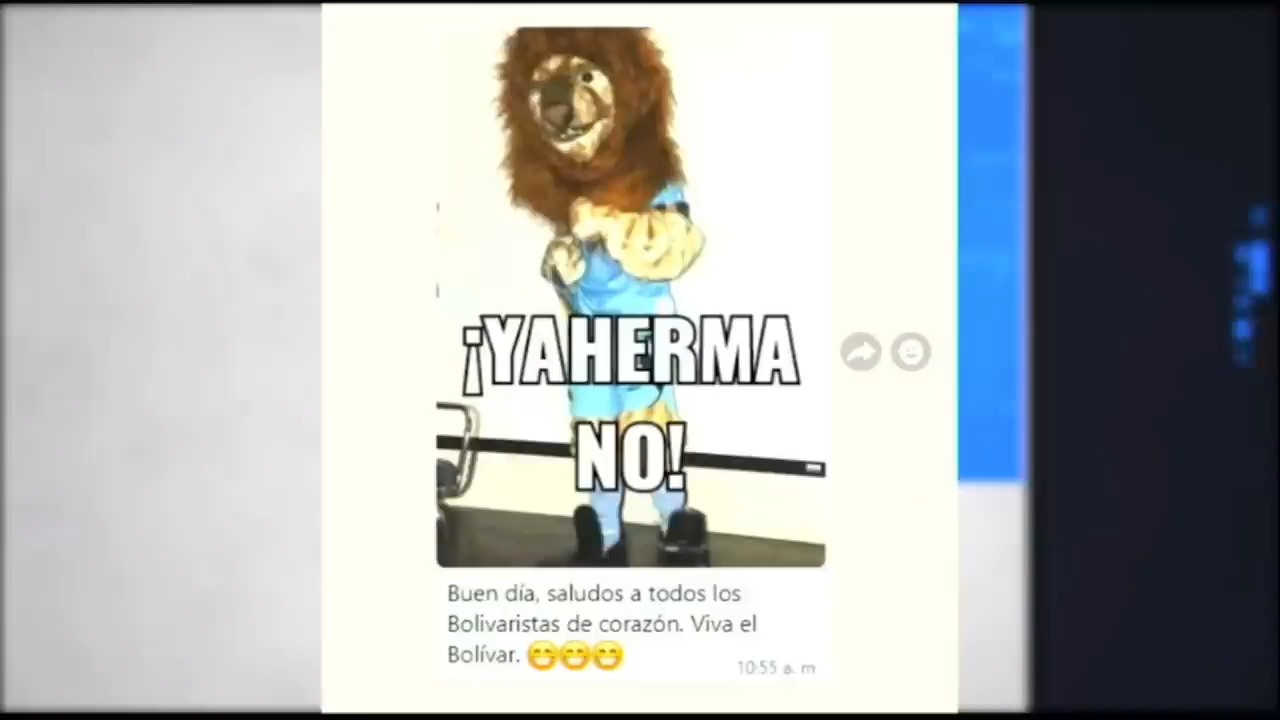 ¡YAHERMA
NO!
Buen día, saludos a todos los
Bolivaristas de corazón. Viva el
Bolívar. 😁😁😁
10:55 a. m